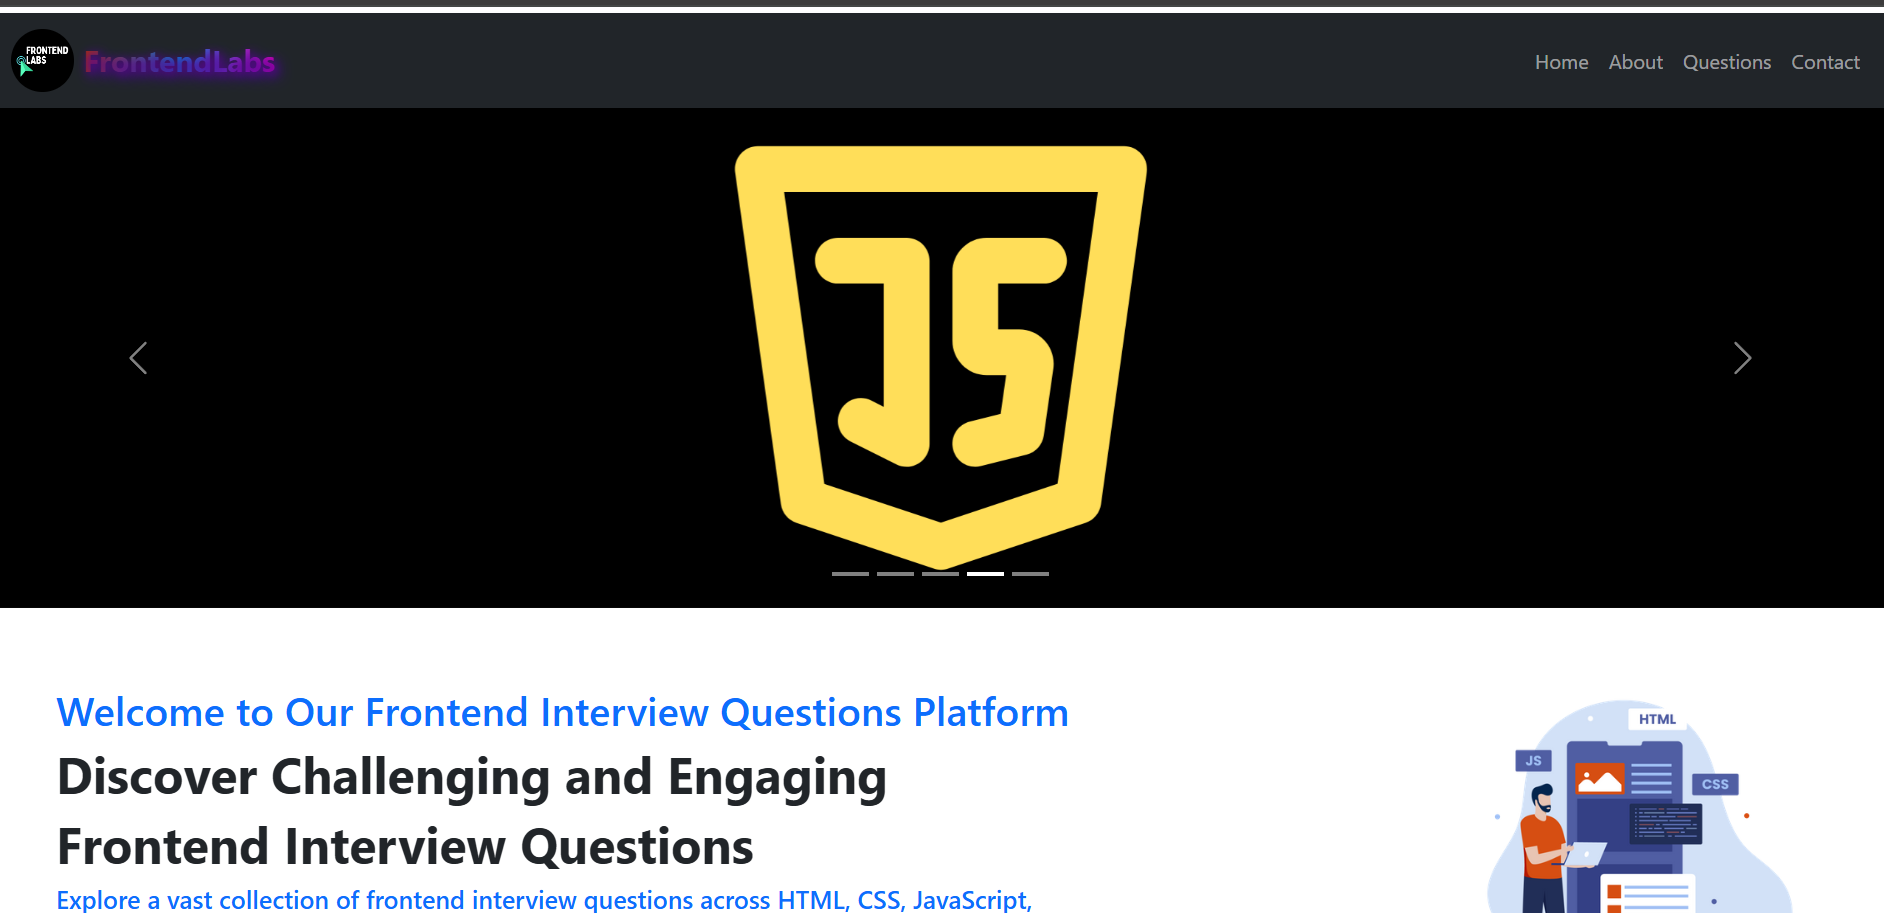 FRONTEND
LABS
FrontendLabs
Home About Questions Contact
JS
Welcome to Our Frontend Interview Questions Platform
Discover Challenging and Engaging
Frontend Interview Questions
Explore a vast collection of frontend interview questions across HTML, CSS, JavaScript,
HTML
JS
CSS